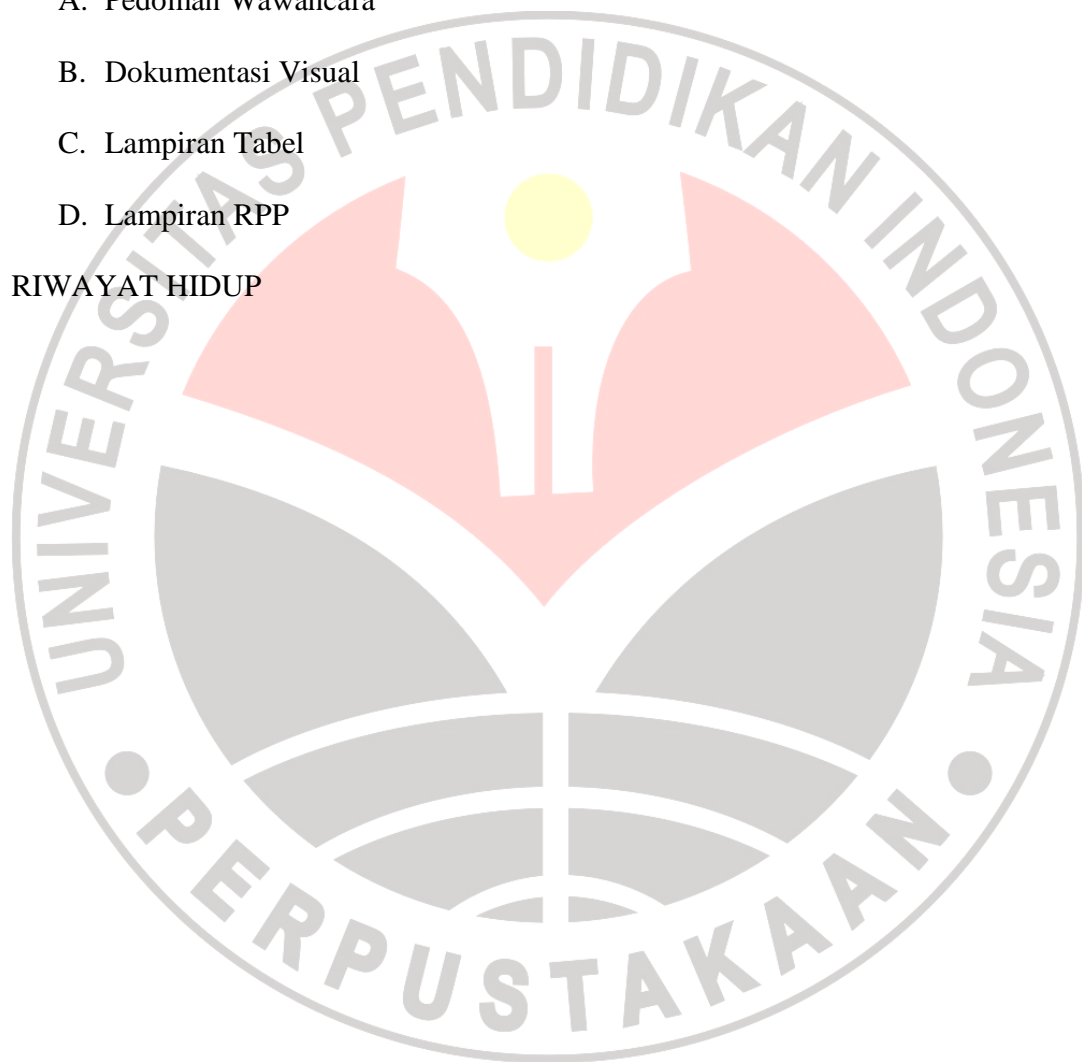 A. Pedoman Wawancara
B. Dokumentasi Visual
C. Lampiran Tabel
D. Lampiran RPP
RIWAYAT HIDUP
UNIVERSITAS PENDIDIKAN INDONESIA
PERPUSTAKAAN